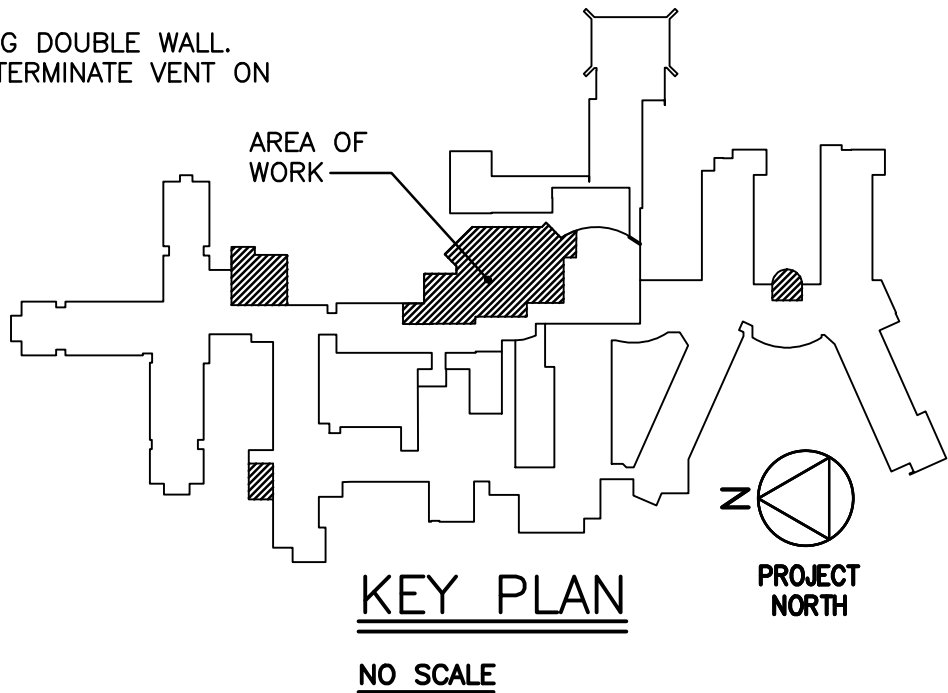 G DOUBLE WALL.
TERMINATE VENT ON
AREA OF
WORK
N
PROJECT
NORTH
KEY PLAN
NO SCALE